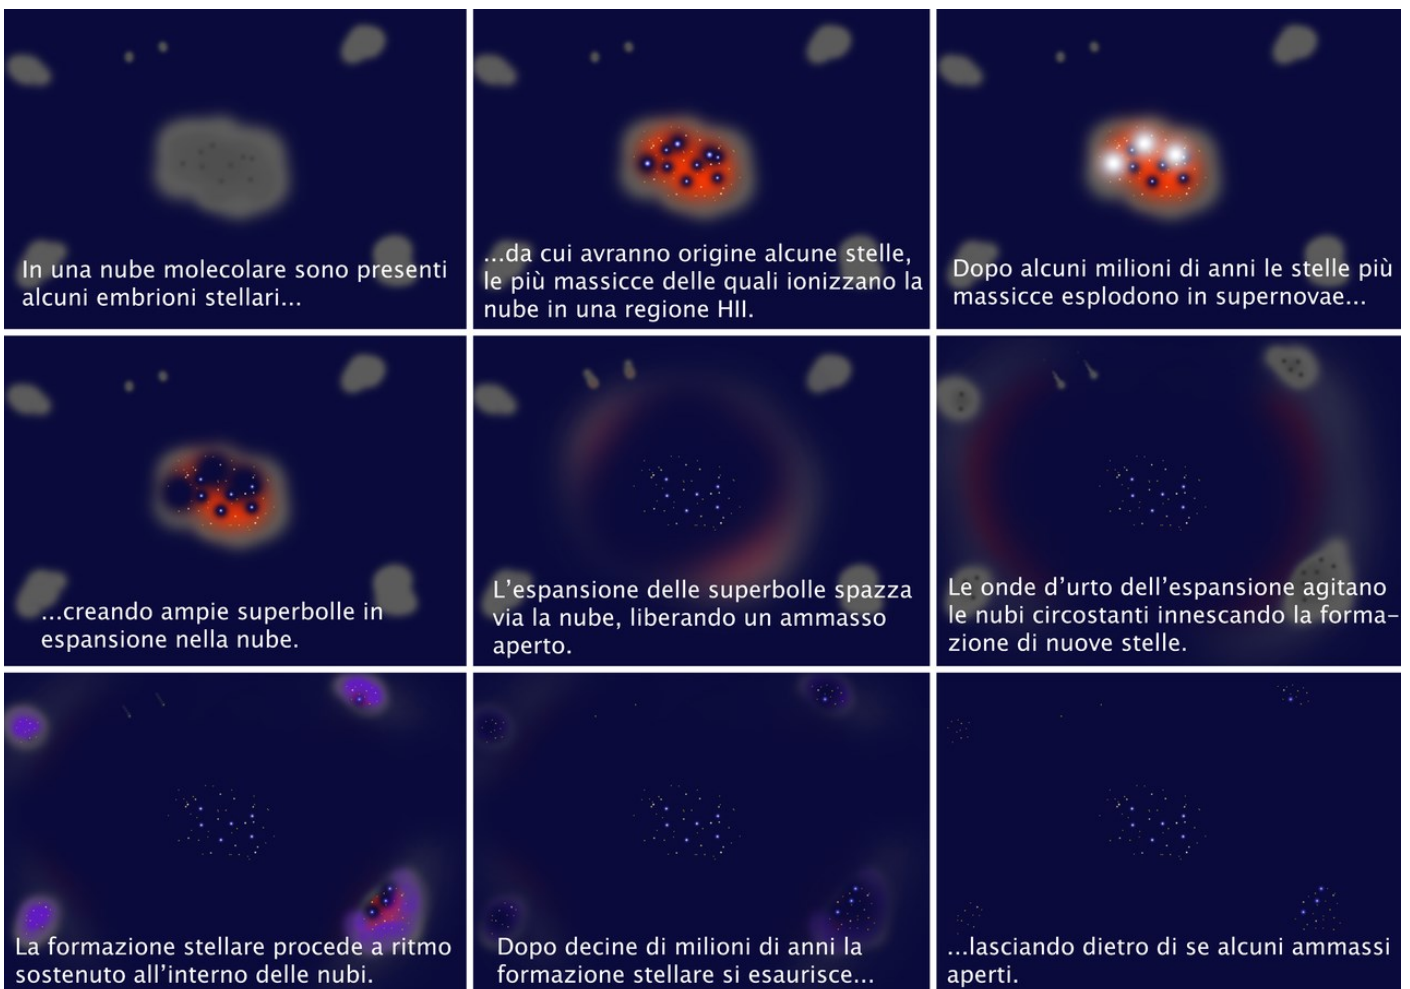 In una nube molecolare sono presenti
alcuni embrioni stellari...
...da cui avranno origine alcune stelle,
le più massicce delle quali ionizzano la
nube in una regione HII.
Dopo alcuni milioni di anni le stelle più
massicce esplodono in supernovae...
...creando ampie superbolle in
espansione nella nube.
L'espansione delle superbolle spazza
via la nube, liberando un ammasso
aperto.
Le onde d'urto dell'espansione agitano
le nubi circostanti innescando la forma-
zione di nuove stelle.
La formazione stellare procede a ritmo
sostenuto all'interno delle nubi.
Dopo decine di milioni di anni la
formazione stellare si esaurisce...
...lasciando dietro di se alcuni ammassi
aperti.